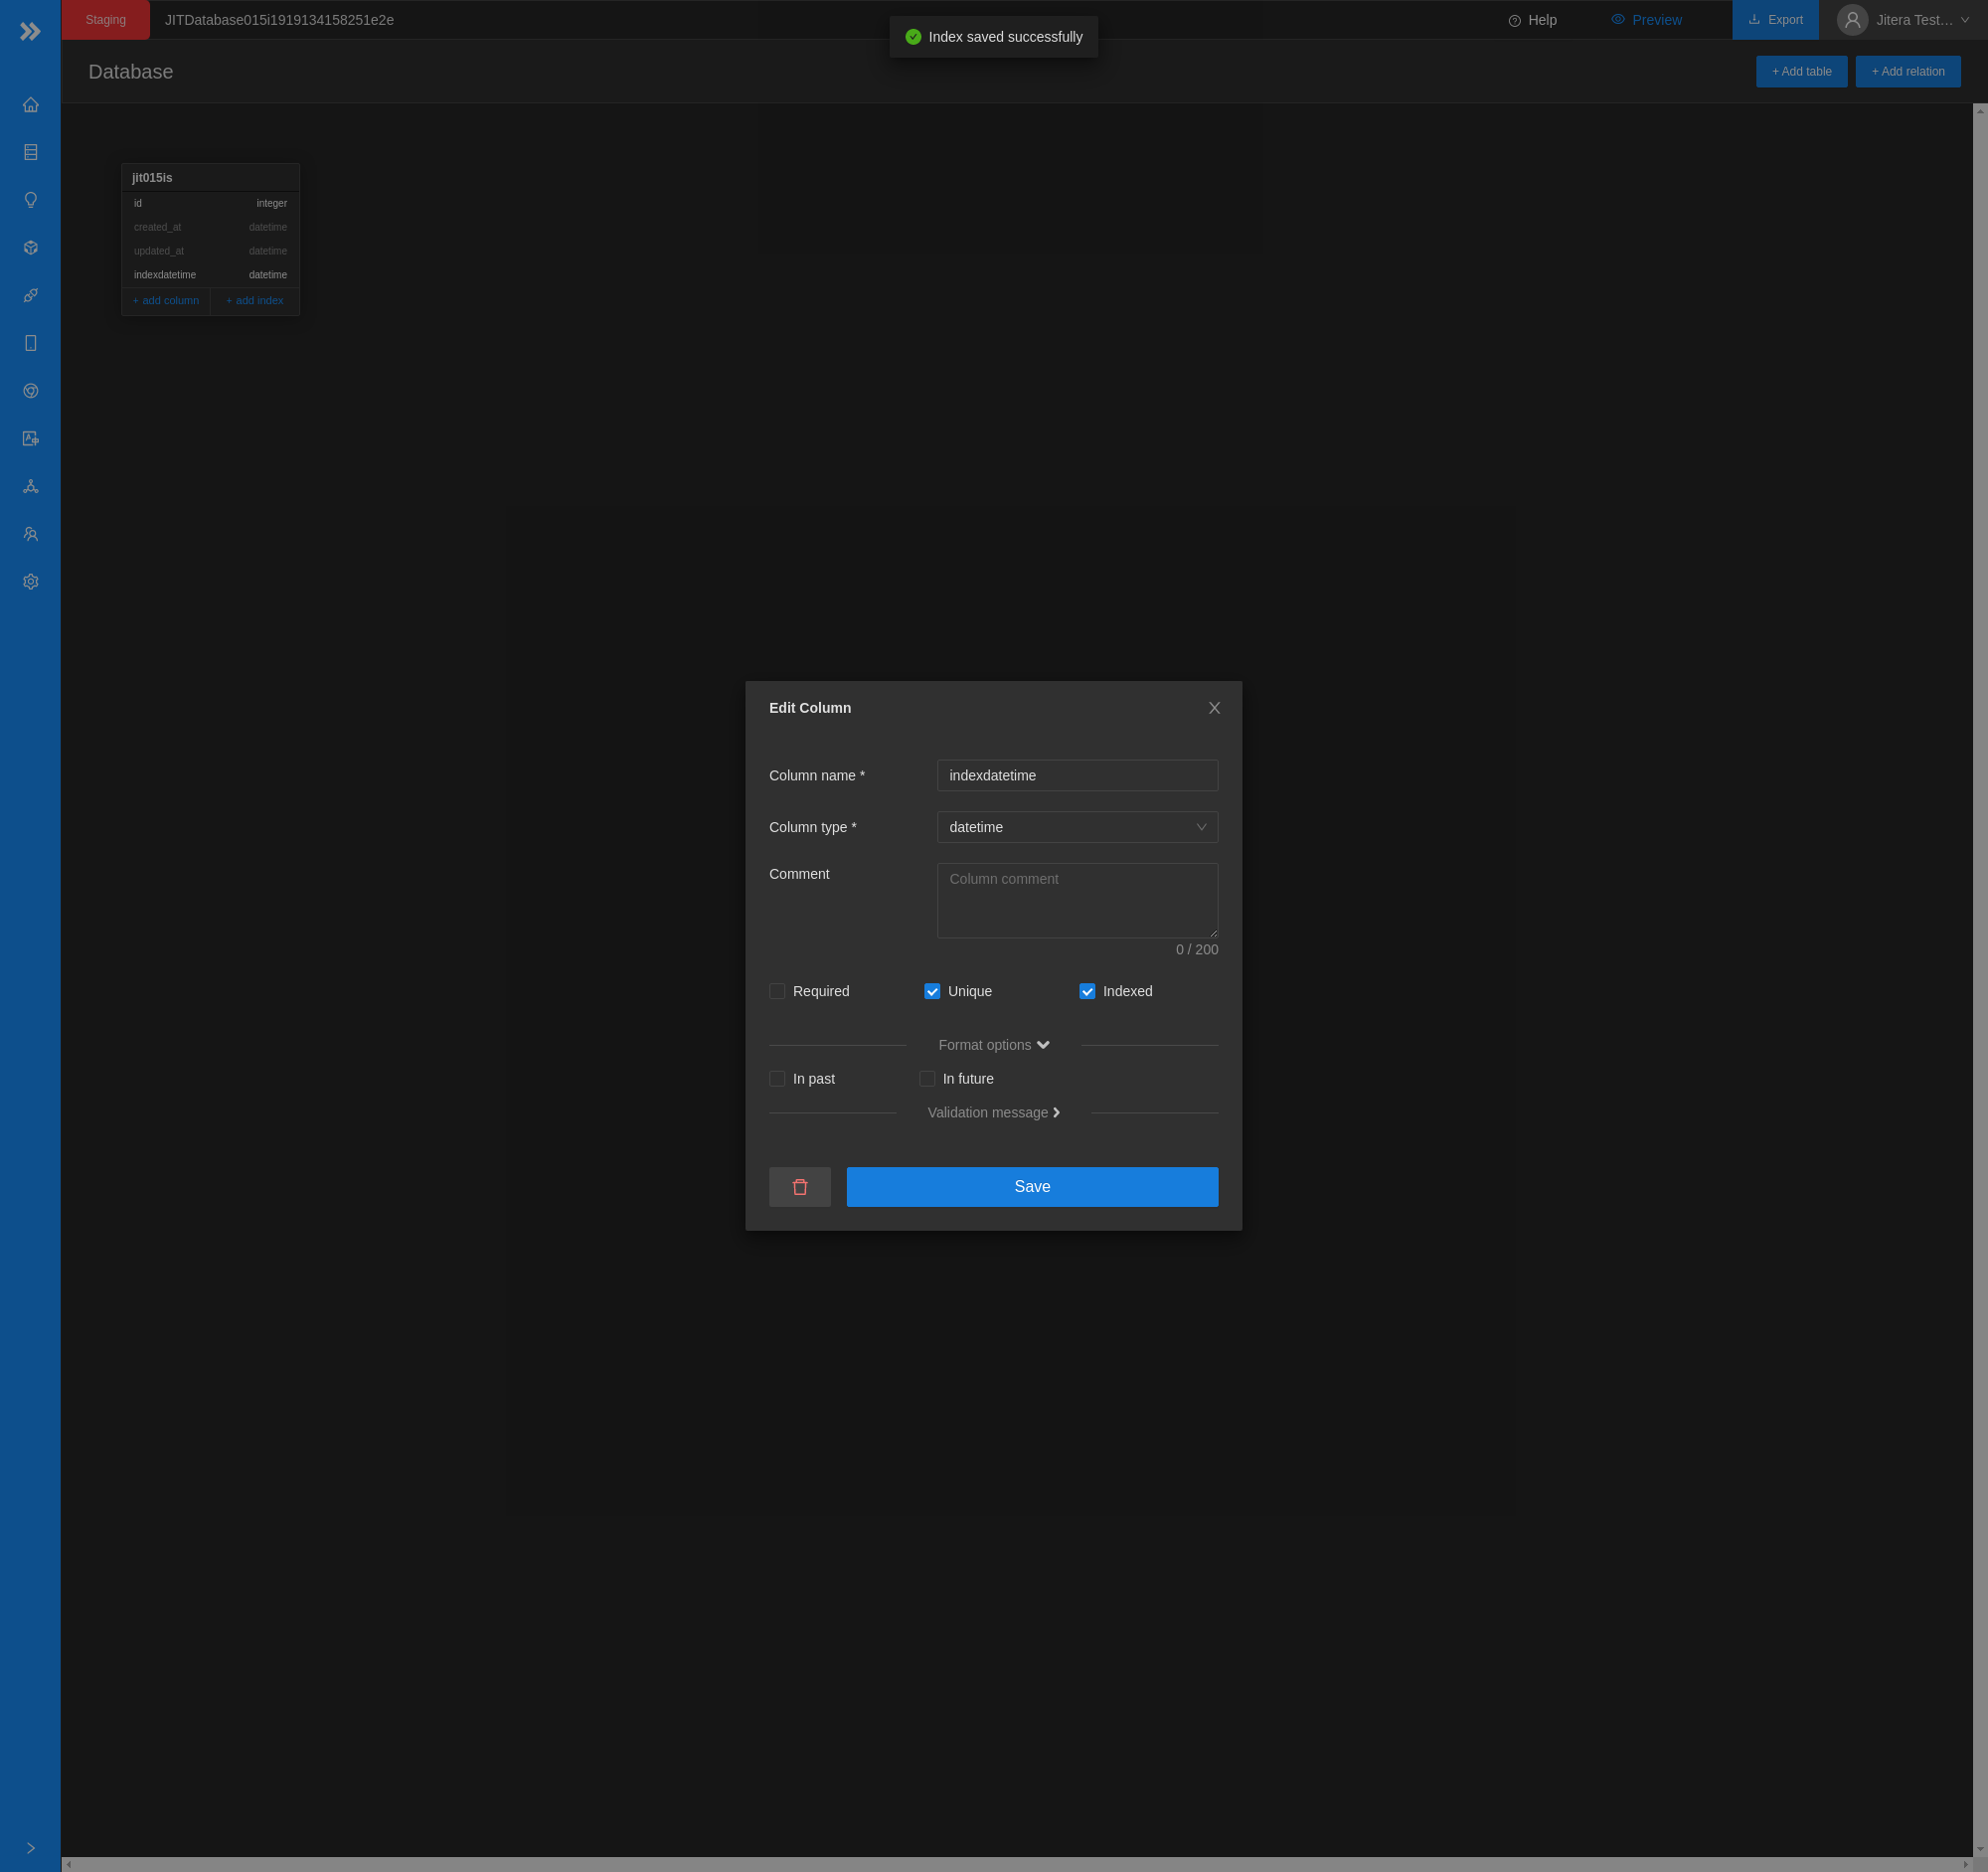 Staging
JITDatabase015i1919134158251e2e
Index saved successfully
Help
Preview
Export
Jitera Test...
Database
+ Add table
+ Add relation
jit015is
id integer
created_at datetime
updated_at datetime
indexdatetime datetime
+ add column + add index
Edit Column
Column name * indexdatetime
Column type * datetime
Comment Column comment
0 / 200
Required Unique Indexed
Format options
In past In future
Validation message
Save